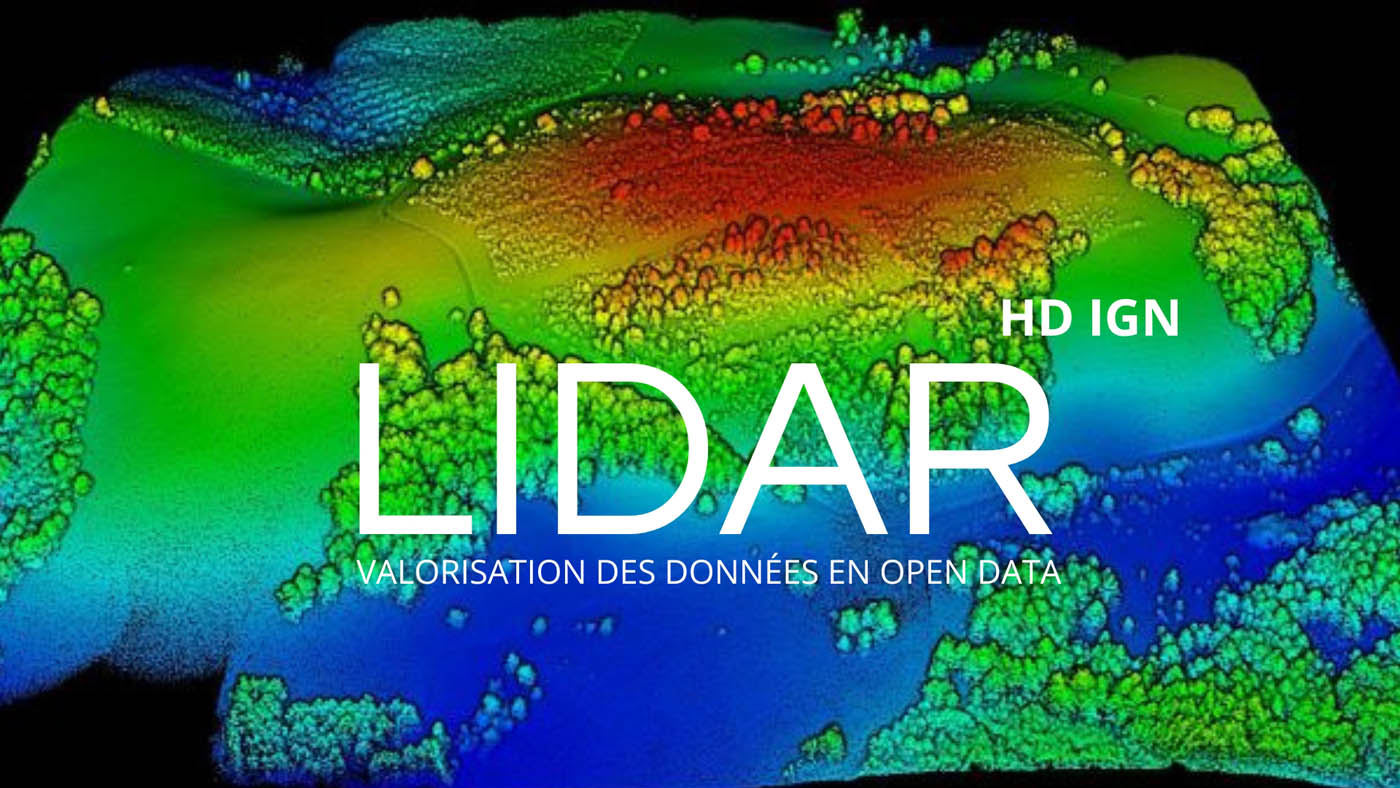 HD IGN
LIDAR
VALORISATION DES DONNÉES EN OPEN DATA